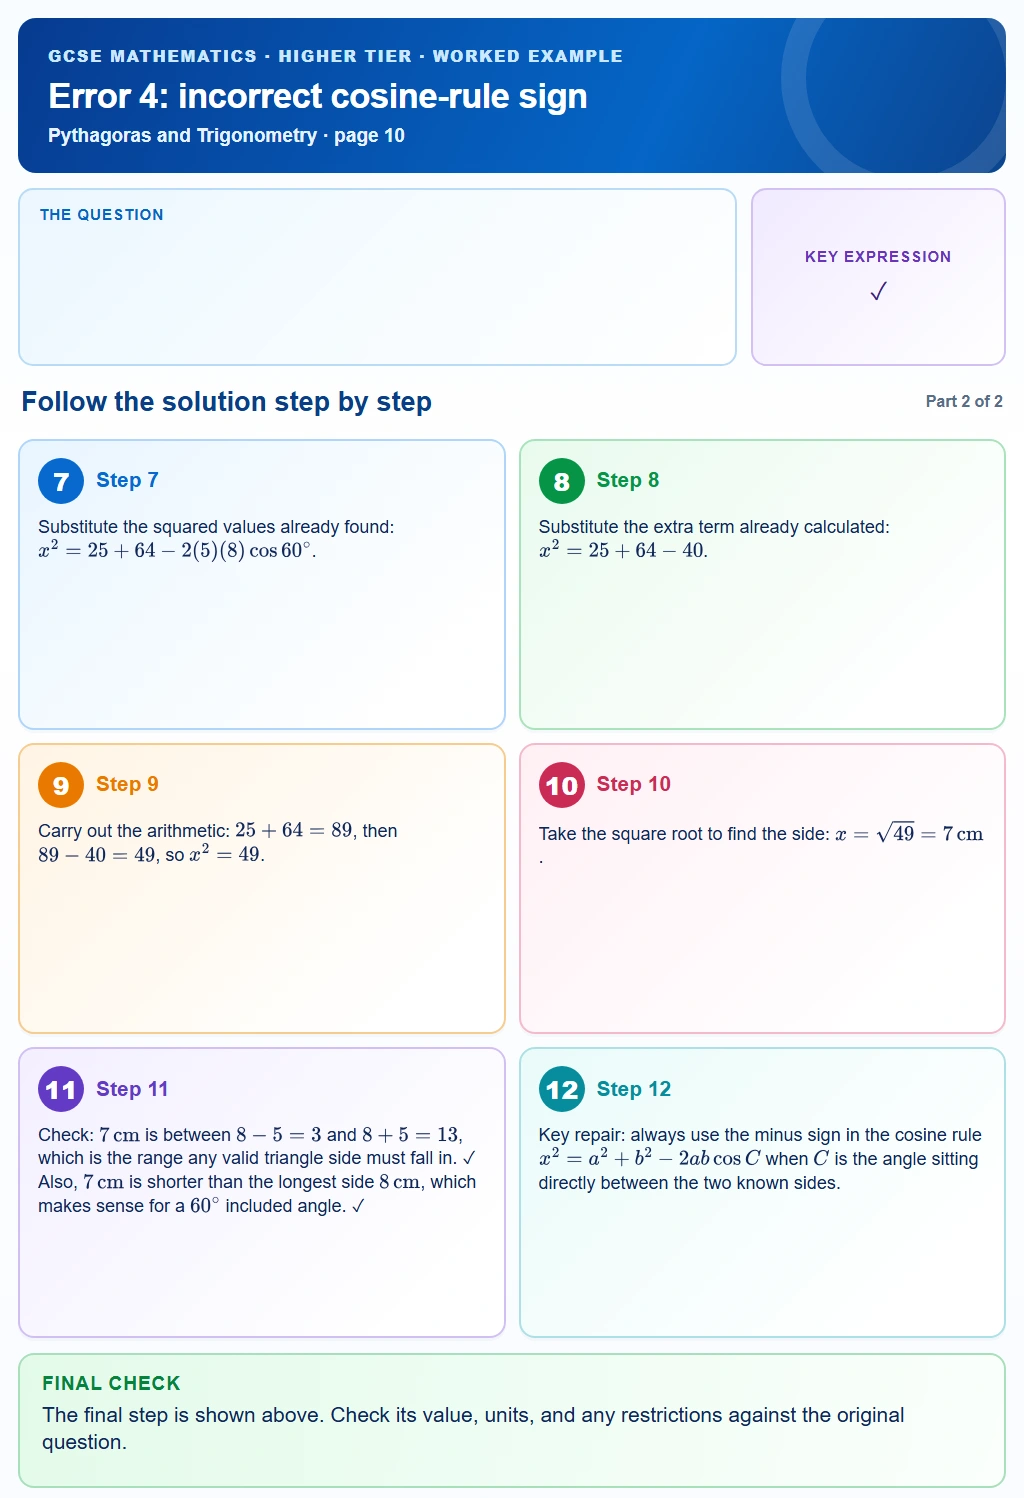 GCSE MATHEMATICS · HIGHER TIER · WORKED EXAMPLE
Error 4: incorrect cosine-rule sign
Pythagoras and Trigonometry · page 10
THE QUESTION
KEY EXPRESSION
✓
Follow the solution step by step
Part 2 of 2
7 Step 7
Substitute the squared values already found:
x² = 25 + 64 − 2(5)(8) cos 60°.
8 Step 8
Substitute the extra term already calculated:
x² = 25 + 64 − 40.
9 Step 9
Carry out the arithmetic: 25 + 64 = 89, then
89 − 40 = 49, so x² = 49.
10 Step 10
Take the square root to find the side: x = √49 = 7 cm
.
11 Step 11
Check: 7 cm is between 8 − 5 = 3 and 8 + 5 = 13,
which is the range any valid triangle side must fall in. ✓
Also, 7 cm is shorter than the longest side 8 cm, which
makes sense for a 60° included angle. ✓
12 Step 12
Key repair: always use the minus sign in the cosine rule
x² = a² + b² − 2ab cos C when C is the angle sitting
directly between the two known sides.
FINAL CHECK
The final step is shown above. Check its value, units, and any restrictions against the original
question.